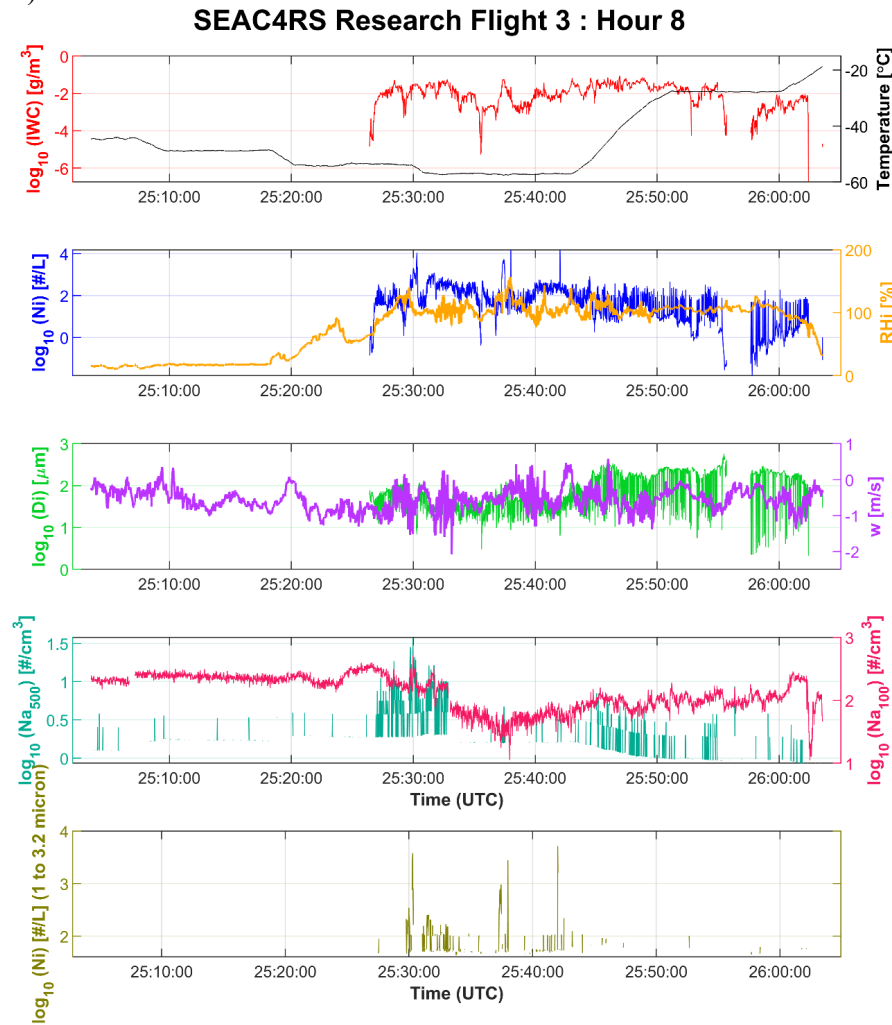 SEAC4RS Research Flight 3 : Hour 8
log10 (IWC) [g/m3]
0
-2
-4
-6
-20
-40
-60
Temperature [°C]
25:10:00 25:20:00 25:30:00 25:40:00 25:50:00 26:00:00
log10 (Ni) [#/L]
4
2
0
200
100
0
RHi [%]
25:10:00 25:20:00 25:30:00 25:40:00 25:50:00 26:00:00
log10 (Di) [μm]
3
2
1
0
1
0
-1
-2
w [m/s]
25:10:00 25:20:00 25:30:00 25:40:00 25:50:00 26:00:00
log10 (Na500) [#/cm3]
1.5
1
0.5
0
3
2
1
log10 (Na100) [#/cm3]
25:10:00 25:20:00 25:30:00 25:40:00 25:50:00 26:00:00
Time (UTC)
log10 (Ni) [#/L] (1 to 3.2 micron)
4
3
2
25:10:00 25:20:00 25:30:00 25:40:00 25:50:00 26:00:00
Time (UTC)